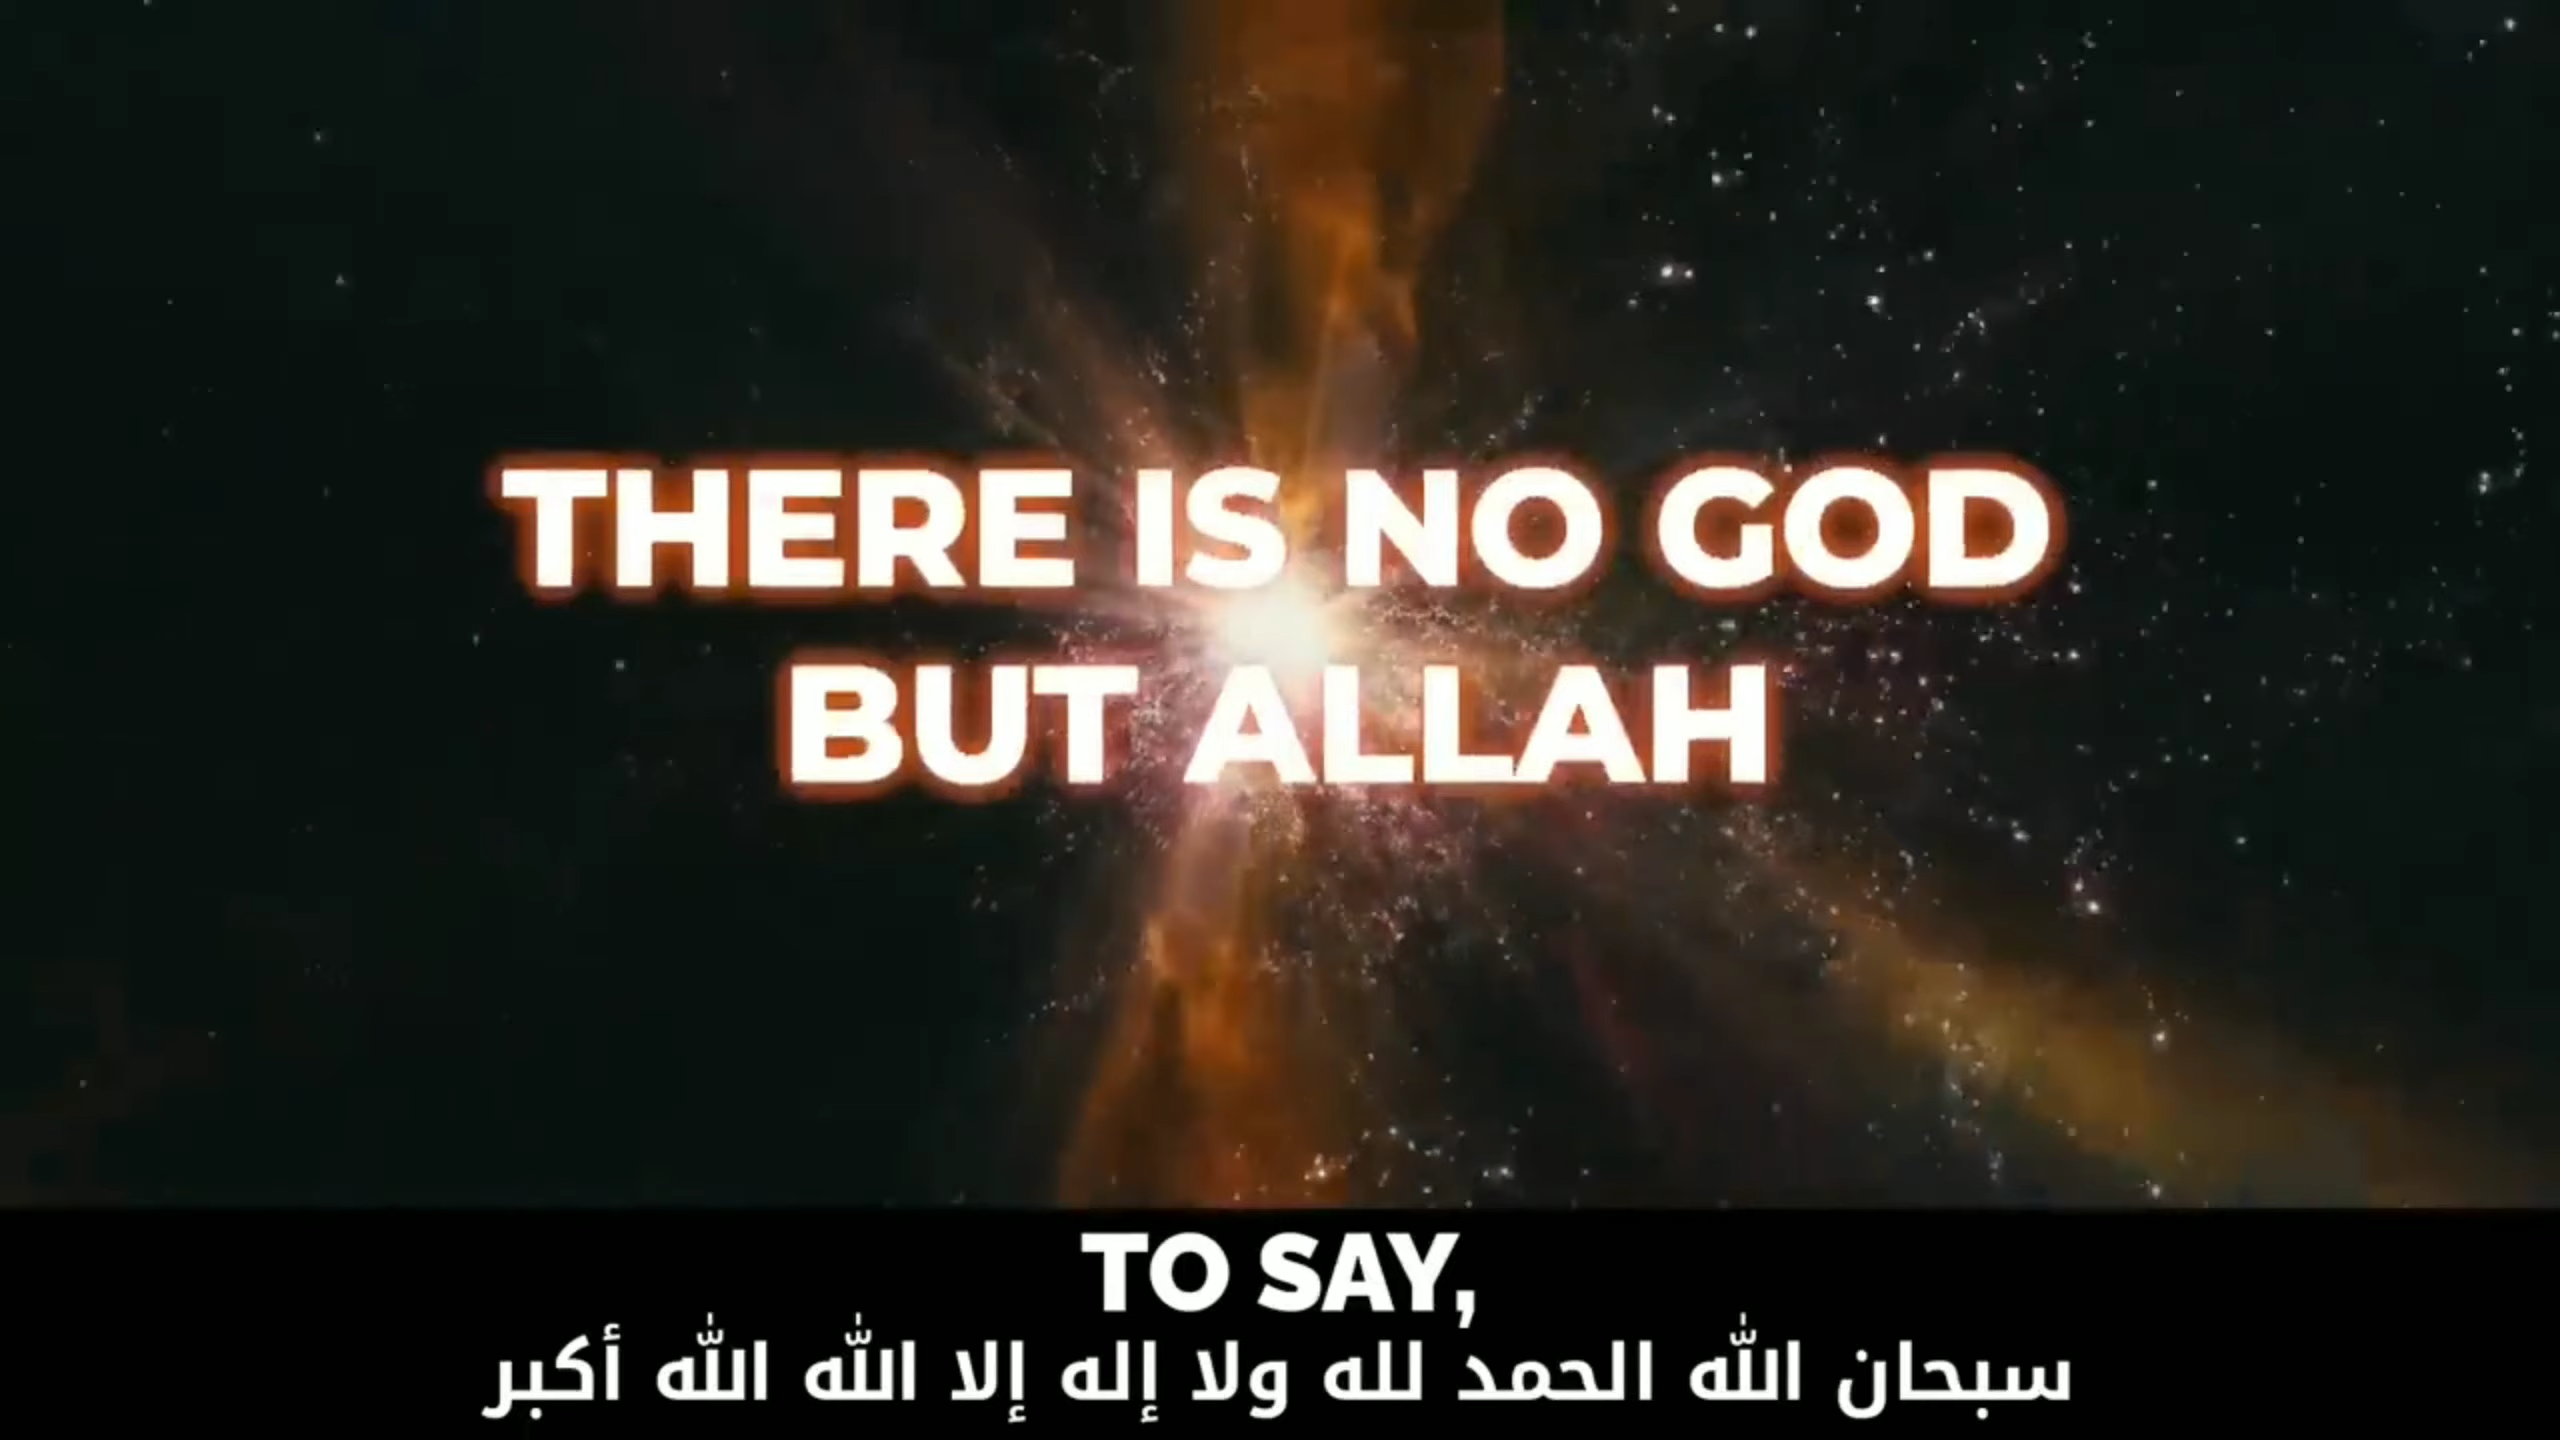 THERE IS NO GOD
BUT ALLAH
TO SAY,
سبحان الله الحمد لله ولا إله إلا الله الله أكبر